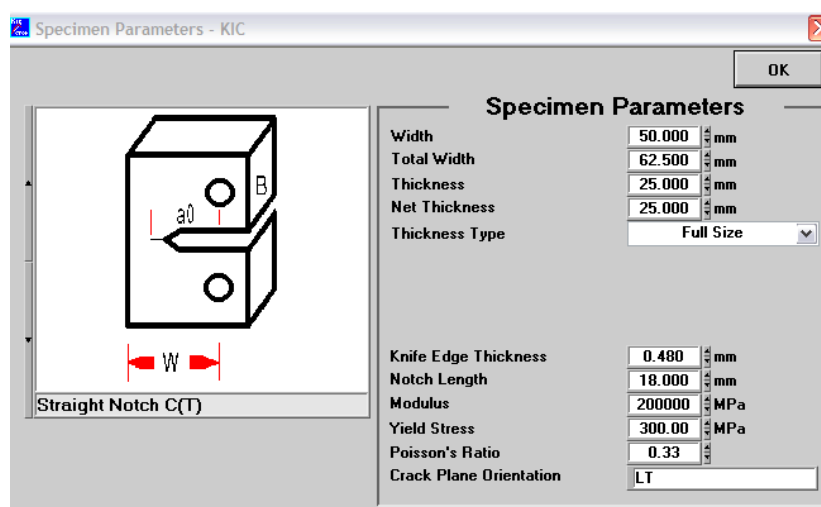 Specimen Parameters - KIC
OK
Specimen Parameters
Width 50.000 mm
Total Width 62.500 mm
Thickness 25.000 mm
Net Thickness 25.000 mm
Thickness Type Full Size
B
a0
W
Straight Notch C(T)
Knife Edge Thickness 0.480 mm
Notch Length 18.000 mm
Modulus 200000 MPa
Yield Stress 300.00 MPa
Poisson's Ratio 0.33
Crack Plane Orientation LT